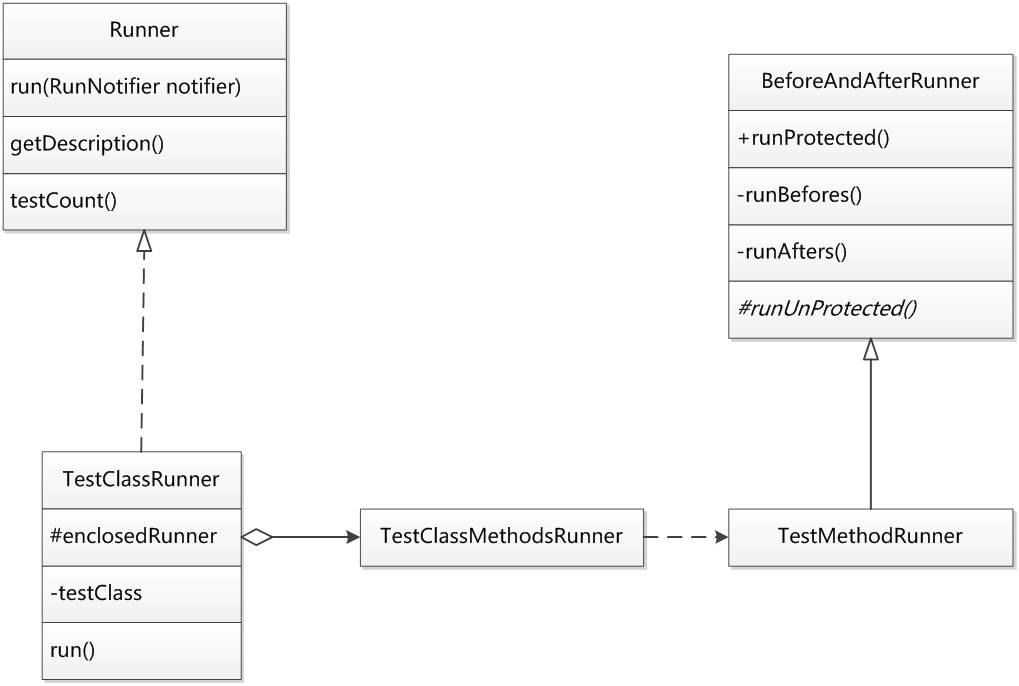 Runner
run(RunNotifier notifier)
getDescription()
testCount()
BeforeAndAfterRunner
+runProtected()
-runBefores()
-runAfters()
#runUnProtected()
TestClassRunner
#enclosedRunner
-testClass
run()
TestClassMethodsRunner
TestMethodRunner